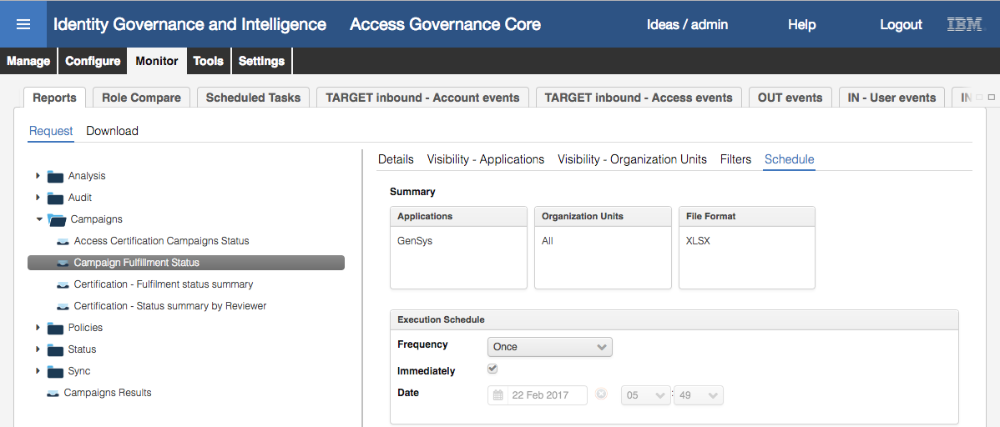 Identity Governance and Intelligence Access Governance Core Ideas / admin Help Logout IBM
Manage Configure Monitor Tools Settings
Reports Role Compare Scheduled Tasks TARGET inbound - Account events TARGET inbound - Access events OUT events IN - User events IN
Request Download
Details Visibility - Applications Visibility - Organization Units Filters Schedule
Analysis
Audit
Campaigns
Access Certification Campaigns Status
Campaign Fulfillment Status
Certification - Fulfilment status summary
Certification - Status summary by Reviewer
Policies
Status
Sync
Campaigns Results
Summary
Applications Organization Units File Format
GenSys All XLSX
Execution Schedule
Frequency Once
Immediately
Date 22 Feb 2017 05 : 49